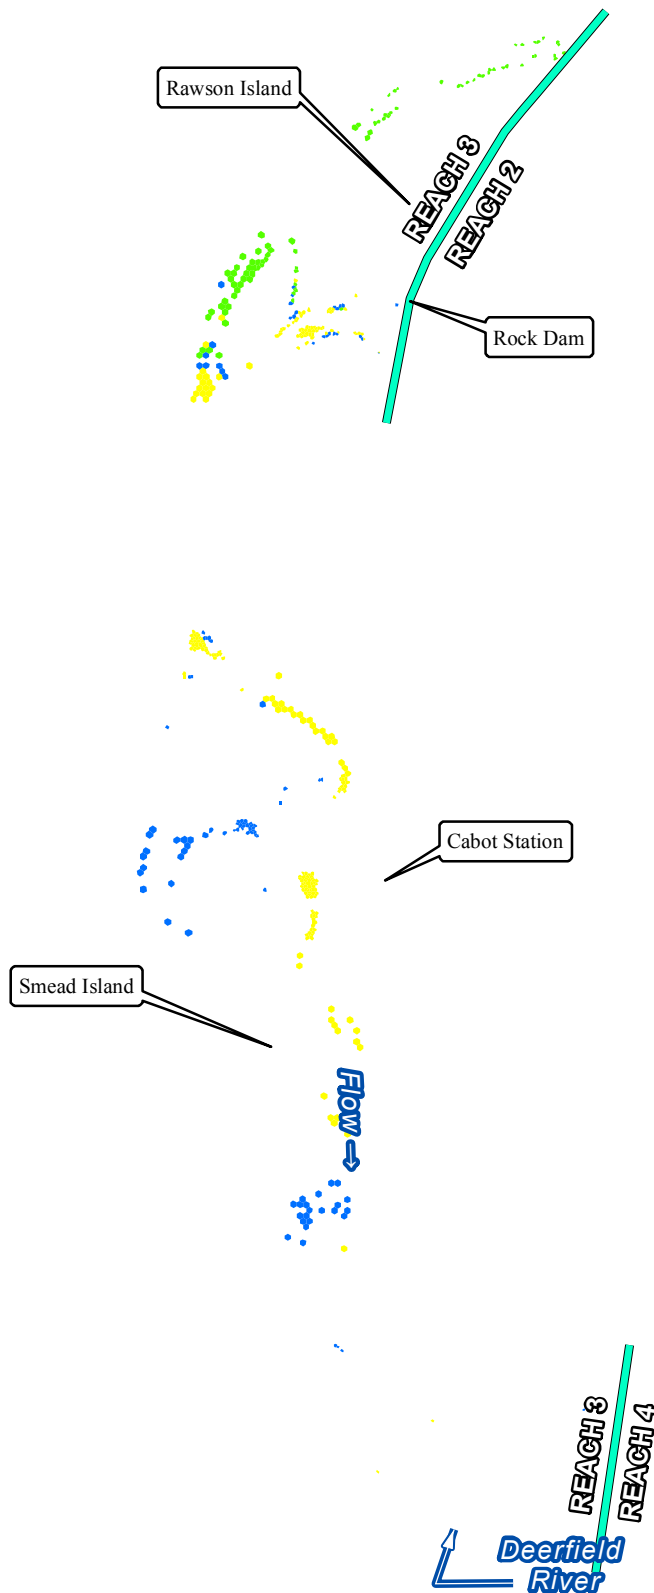 Rawson Island
REACH 3
REACH 2
Rock Dam
Cabot Station
Smead Island
Flow →
REACH 3
REACH 4
Deerfield
River